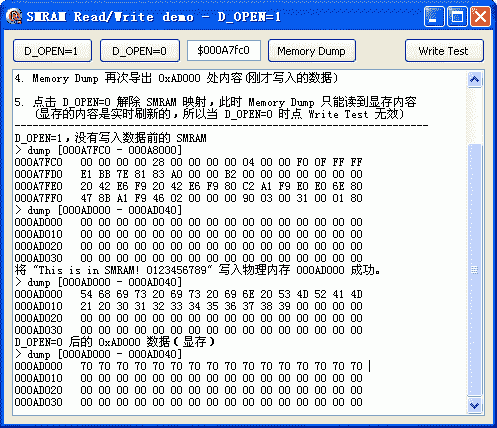 SMRAM Read/Write demo - D_OPEN=1
D_OPEN=1 D_OPEN=0 $000A7fc0 Memory Dump Write Test
4. Memory Dump 再次导出 0xAD000 处内容(刚才写入的数据)
5. 点击 D_OPEN=0 解除 SMRAM 映射，此时 Memory Dump 只能读到显存内容
(显存的内容是实时刷新的，所以当 D_OPEN=0 时点 Write Test 无效)
--------------------------------------------------------------------
D_OPEN=1，没有写入数据前的 SMRAM
> dump [000A7FC0 - 000A8000]
000A7FC0 00 00 00 00 28 00 00 00 00 04 00 00 F0 0F FF FF
000A7FD0 E1 BB 7E 81 83 A0 00 00 B2 00 00 00 00 00 00 00
000A7FE0 20 42 E6 F9 20 42 E6 F9 80 C2 A1 F9 E0 E0 6E 80
000A7FF0 47 8B A1 F9 46 02 00 00 00 90 03 00 31 00 01 80
> dump [000AD000 - 000AD040]
000AD000 00 00 00 00 00 00 00 00 00 00 00 00 00 00 00 00
000AD010 00 00 00 00 00 00 00 00 00 00 00 00 00 00 00 00
000AD020 00 00 00 00 00 00 00 00 00 00 00 00 00 00 00 00
000AD030 00 00 00 00 00 00 00 00 00 00 00 00 00 00 00 00
将 "This is in SMRAM! 0123456789" 写入物理内存 000AD000 成功。
> dump [000AD000 - 000AD040]
000AD000 54 68 69 73 20 69 73 20 69 6E 20 53 4D 52 41 4D
000AD010 21 20 30 31 32 33 34 35 36 37 38 39 00 00 00 00
000AD020 00 00 00 00 00 00 00 00 00 00 00 00 00 00 00 00
000AD030 00 00 00 00 00 00 00 00 00 00 00 00 00 00 00 00
D_OPEN=0 后的 0xAD000 数据(显存)
> dump [000AD000 - 000AD040]
000AD000 70 70 70 70 70 70 70 70 70 70 70 70 70 70 70 70
000AD010 00 00 00 00 00 00 00 00 00 00 00 00 00 00 00 00
000AD020 00 00 00 00 00 00 00 00 00 00 00 00 00 00 00 00
000AD030 00 00 00 00 00 00 00 00 00 00 00 00 00 00 00 00